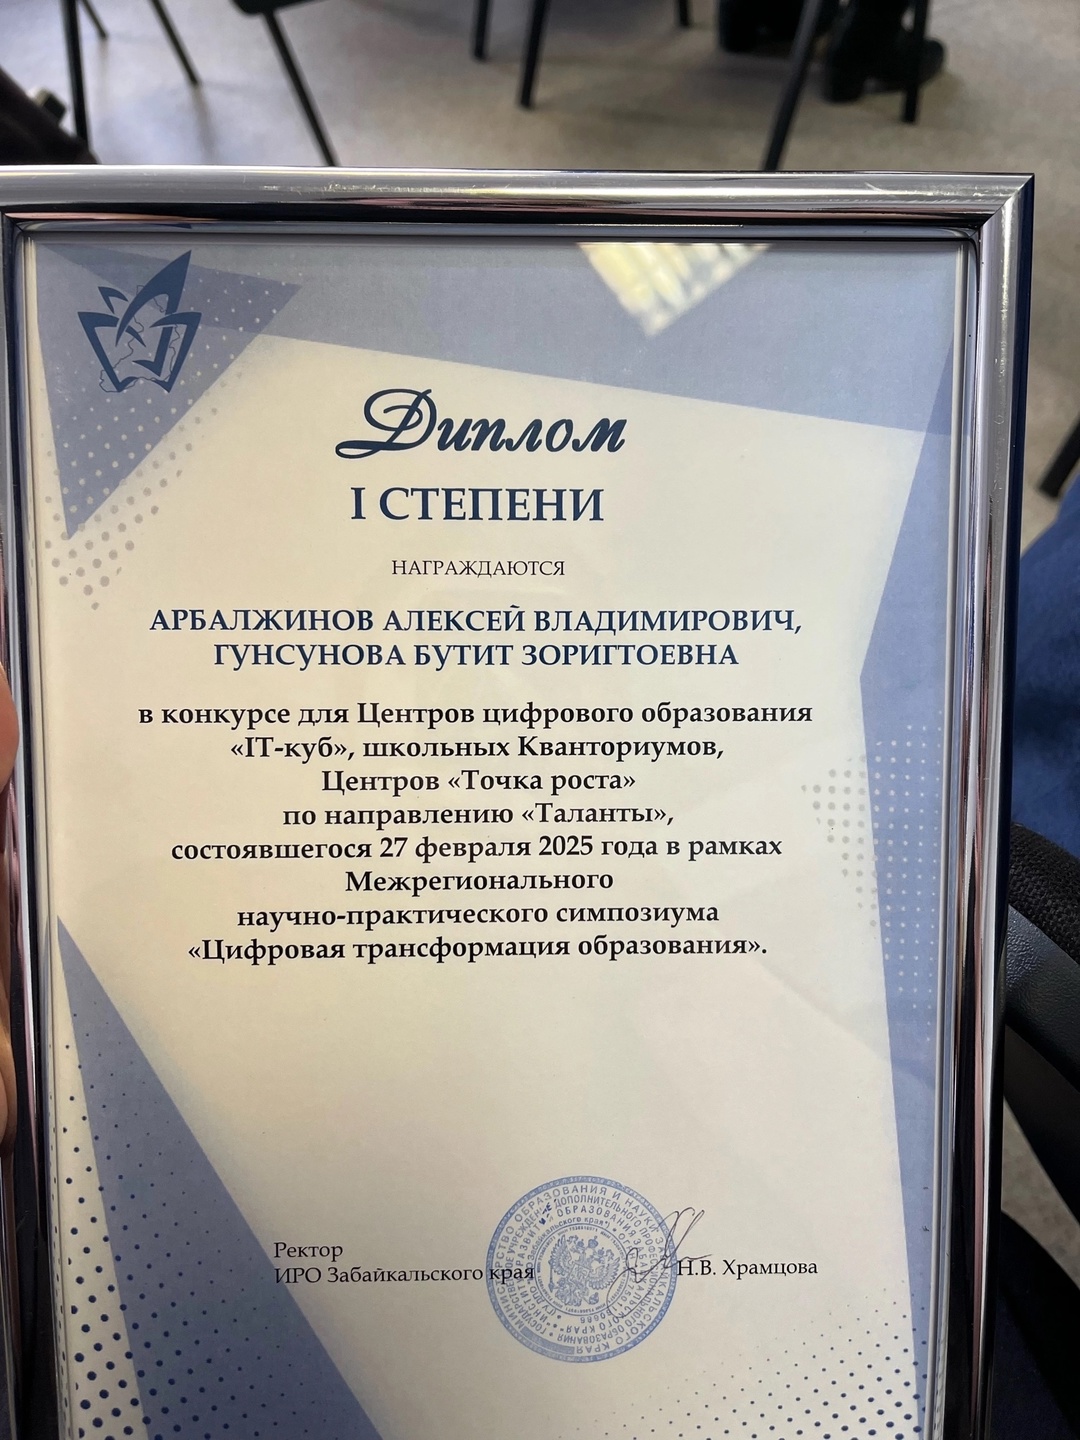 Диплом
I СТЕПЕНИ
НАГРАЖДАЮТСЯ
АРБАЛЖИНОВ АЛЕКСЕЙ ВЛАДИМИРОВИЧ,
ГУНСУНОВА БУТИТ ЗОРИГТОЕВНА
в конкурсе для Центров цифрового образования
«IT-куб», школьных Кванториумов,
Центров «Точка роста»
по направлению «Таланты»,
состоявшегося 27 февраля 2025 года в рамках
Межрегионального
научно-практического симпозиума
«Цифровая трансформация образования».
Ректор
ИРО Забайкальского края
Н.В. Храмцова